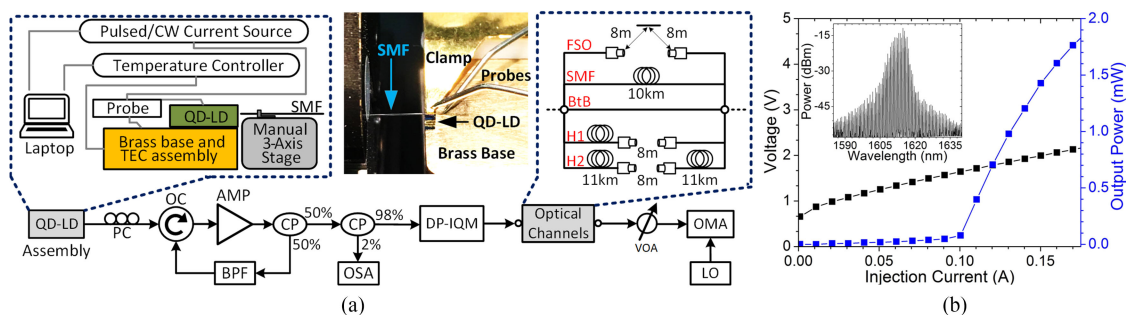 Pulsed/CW Current Source
Temperature Controller
Probe
QD-LD
SMF
Laptop
Brass base and
TEC assembly
Manual
3-Axis
Stage
SMF
Clamp
Probes
QD-LD
Brass Base
FSO
8m
8m
SMF
10km
BtB
H1
8m
H2
11km
8m
11km
QD-LD
Assembly
PC
OC
AMP
CP
50%
50%
BPF
CP
98%
2%
OSA
DP-IQM
Optical
Channels
VOA
OMA
LO
(a)
(b)
Voltage (V)
5
4
3
2
1
0
0.00
0.05
0.10
0.15
Injection Current (A)
Output Power (mW)
2.0
1.5
1.0
0.5
0.0
Power (dBm)
-15
-30
-45
1590
1605
1620
1635
Wavelength (nm)